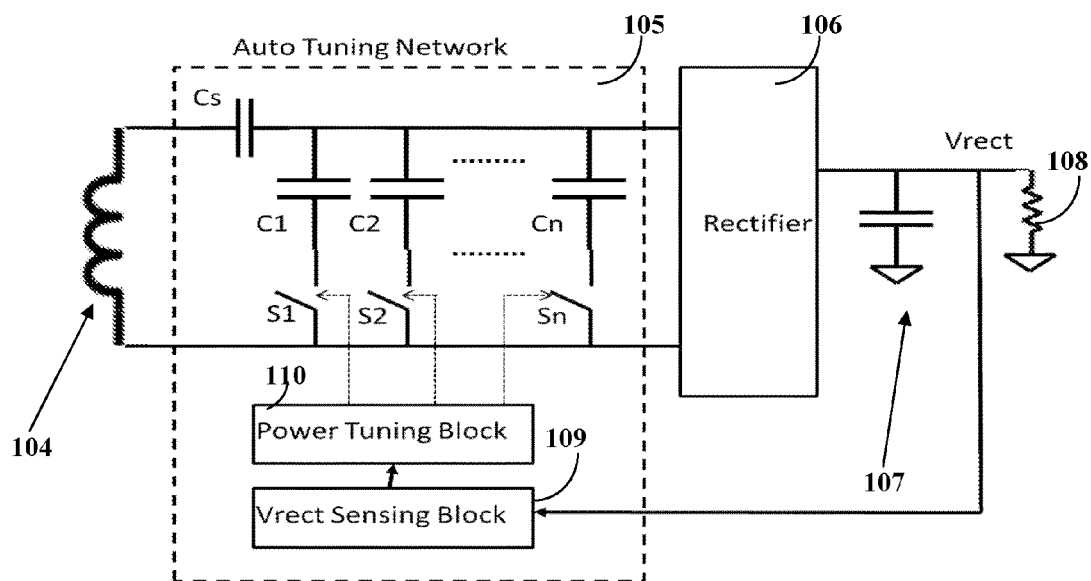 Auto Tuning Network
105
106
Cs
Vrect
108
C1
C2
Cn
Rectifier
S1
S2
Sn
110
104
Power Tuning Block
109
107
Vrect Sensing Block